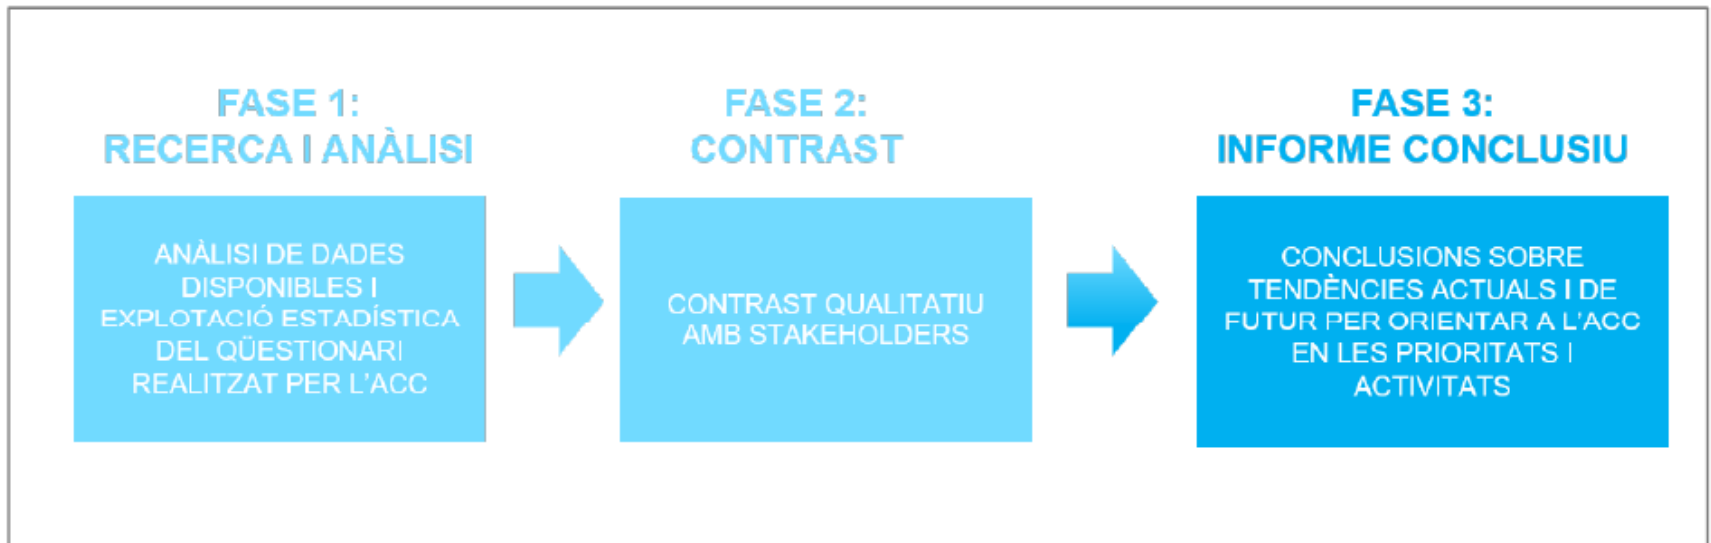 FASE 1:
RECERCA I ANÀLISI
ANÀLISI DE DADES
DISPONIBLES I
EXPLOTACIÓ ESTADÍSTICA
DEL QÜESTIONARI
REALITZAT PER L'ACC
FASE 2:
CONTRAST
CONTRAST QUALITATIU
AMB STAKEHOLDERS
FASE 3:
INFORME CONCLUSIU
CONCLUSIONS SOBRE
TENDÈNCIES ACTUALS I DE
FUTUR PER ORIENTAR A L'ACC
EN LES PRIORITATS I
ACTIVITATS